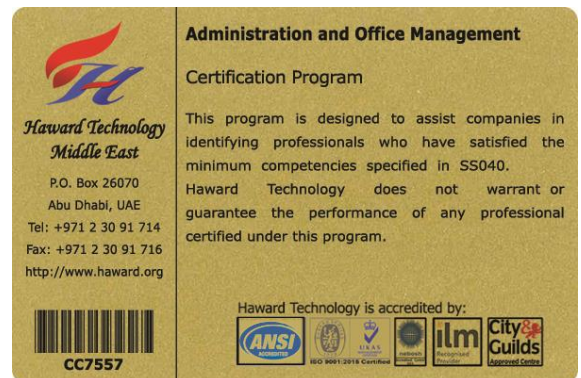 Haward Technology
Middle East
P.O. Box 26070
Abu Dhabi, UAE
Tel: +971 2 30 91 714
Fax: +971 2 30 91 716
http://www.haward.org
CC7557
Administration and Office Management
Certification Program
This program is designed to assist companies in
identifying professionals who have satisfied the
minimum competencies specified in SS040.
Haward Technology does not warrant or
guarantee the performance of any professional
certified under this program.
Haward Technology is accredited by:
ANSI
ACCREDITED
UKAS
ISO 9001:2015 Certified
ilm
Recognised
Provider
City&
Guilds
Approved Centre